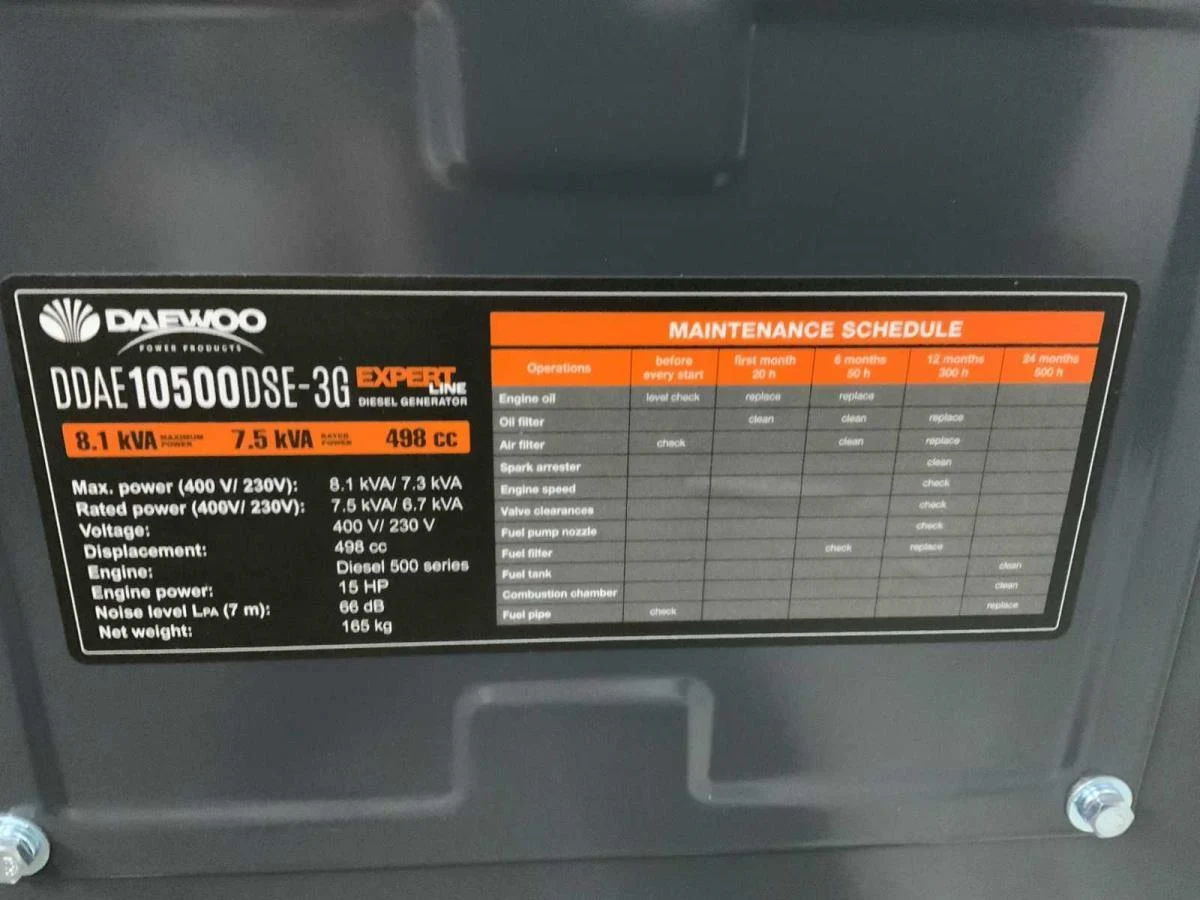 DAEWOO
POWER PRODUCTS
DDAE10500DSE-3G EXPERT LINE
DIESEL GENERATOR
8.1 kVA MAXIMUM POWER 7.5 kVA RATED POWER 498 cc
Max. power (400 V/ 230V): 8.1 kVA/ 7.3 kVA
Rated power (400V/ 230V): 7.5 kVA/ 6.7 kVA
Voltage: 400 V/ 230 V
Displacement: 498 cc
Engine: Diesel 500 series
Engine power: 15 HP
Noise level LPA (7 m): 66 dB
Net weight: 165 kg
MAINTENANCE SCHEDULE
Operations before every start first month 20 h 6 months 50 h 12 months 300 h 24 months 500 h
Engine oil level check replace replace
Oil filter clean clean replace
Air filter check clean replace
Spark arrester clean
Engine speed check
Valve clearances check
Fuel pump nozzle check
Fuel filter check replace
Fuel tank clean
Combustion chamber clean
Fuel pipe check replace